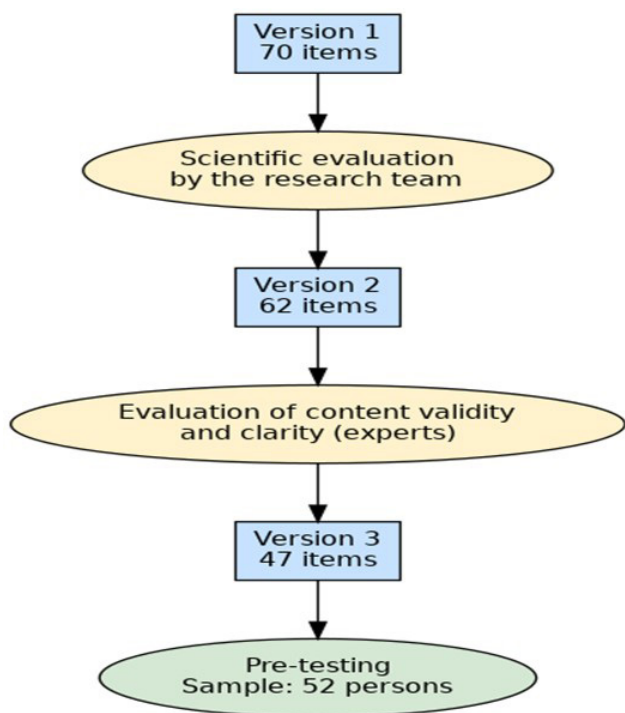 Version 1
70 items
Scientific evaluation
by the research team
Version 2
62 items
Evaluation of content validity
and clarity (experts)
Version 3
47 items
Pre-testing
Sample: 52 persons